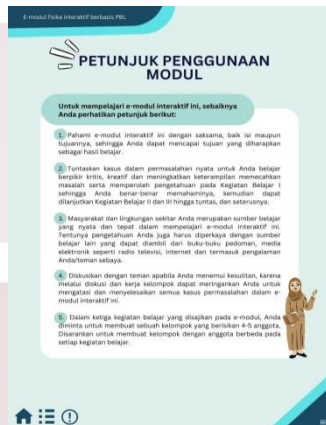 E-modul fisika interaktif berbasis PBL
PETUNJUK PENGGUNAAN
MODUL
Untuk mempelajari e-modul interaktif ini, sebaiknya
Anda perhatikan petunjuk berikut:
1. Pahami e-modul interaktif ini dengan saksama, baik isi maupun
tujuannya, sehingga Anda dapat mencapai tujuan yang diharapkan
sebagai hasil belajar.
2. Tuntaskan kasus dalam permasalahan nyata untuk Anda belajar
berpikir kritis, kreatif dan meningkatkan keterampilan memecahkan
masalah serta memperoleh pengetahuan pada Kegiatan Belajar I
sehingga Anda benar-benar memahaminya, kemudian dapat
dilanjutkan Kegiatan Belajar II dan III hingga tuntas, dan seterusnya.
3. Masyarakat dan lingkungan sekitar Anda merupakan sumber belajar
yang nyata dan tepat dalam mempelajari e-modul interaktif ini.
Tentunya pengetahuan Anda juga harus diperkaya dengan sumber
belajar lain yang dapat diambil dari buku-buku pedoman, media
elektronik seperti radio televisi, internet dan termasuk pengalaman
Anda/teman sebaya.
4. Diskusikan dengan teman apabila Anda menemui kesulitan, karena
melalui diskusi dan kerja kelompok dapat meringankan Anda untuk
mengatasi dan menyelesaikan semua kasus permasalahan dalam e-
modul interaktif ini.
5. Dalam ketiga kegiatan belajar yang disajikan pada e-modul, Anda
diminta untuk membuat sebuah kelompok yang berisikan 4-5 anggota.
Disarankan untuk membuat kelompok dengan anggota berbeda pada
setiap kegiatan belajar.